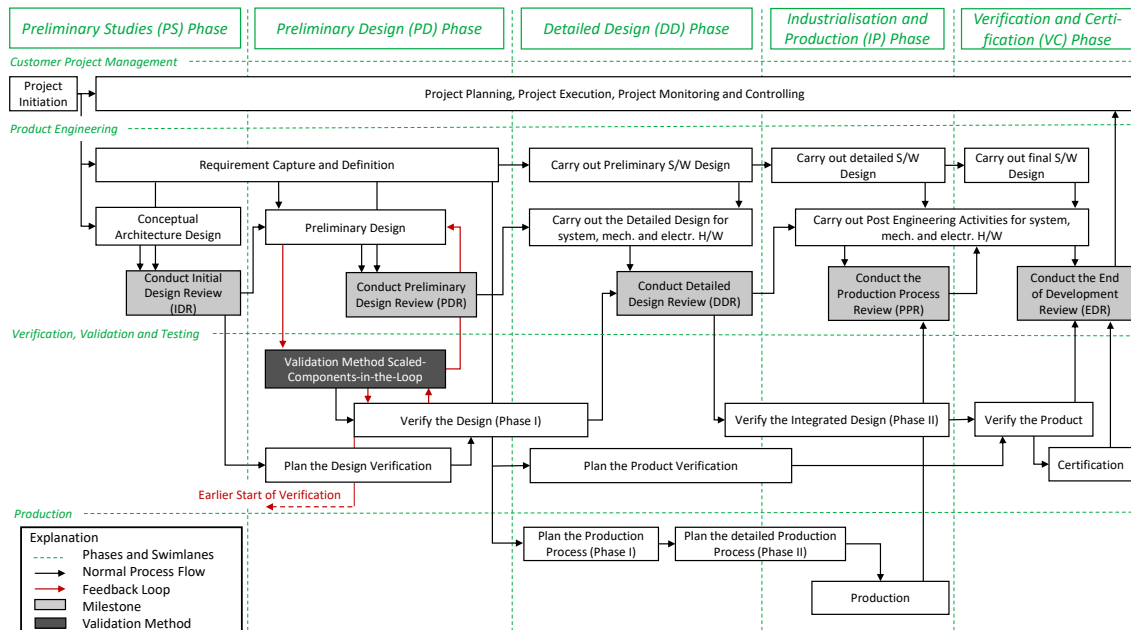 Preliminary Studies (PS) Phase
Preliminary Design (PD) Phase
Detailed Design (DD) Phase
Industrialisation and
Production (IP) Phase
Verification and Certi-
fication (VC) Phase
Customer Project Management
Project
Initiation
Project Planning, Project Execution, Project Monitoring and Controlling
Product Engineering
Requirement Capture and Definition
Carry out Preliminary S/W Design
Carry out detailed S/W
Design
Carry out final S/W
Design
Conceptual
Architecture Design
Preliminary Design
Carry out the Detailed Design for
system, mech. and electr. H/W
Carry out Post Engineering Activities for system,
mech. and electr. H/W
Conduct Initial
Design Review
(IDR)
Conduct Preliminary
Design Review (PDR)
Conduct Detailed
Design Review (DDR)
Conduct the
Production Process
Review (PPR)
Conduct the End
of Development
Review (EDR)
Verification, Validation and Testing
Validation Method Scaled-
Components-in-the-Loop
Verify the Design (Phase I)
Verify the Integrated Design (Phase II)
Verify the Product
Plan the Design Verification
Plan the Product Verification
Certification
Earlier Start of Verification
Production
Plan the Production
Process (Phase I)
Plan the detailed Production
Process (Phase II)
Production
Explanation
Phases and Swimlanes
Normal Process Flow
Feedback Loop
Milestone
Validation Method